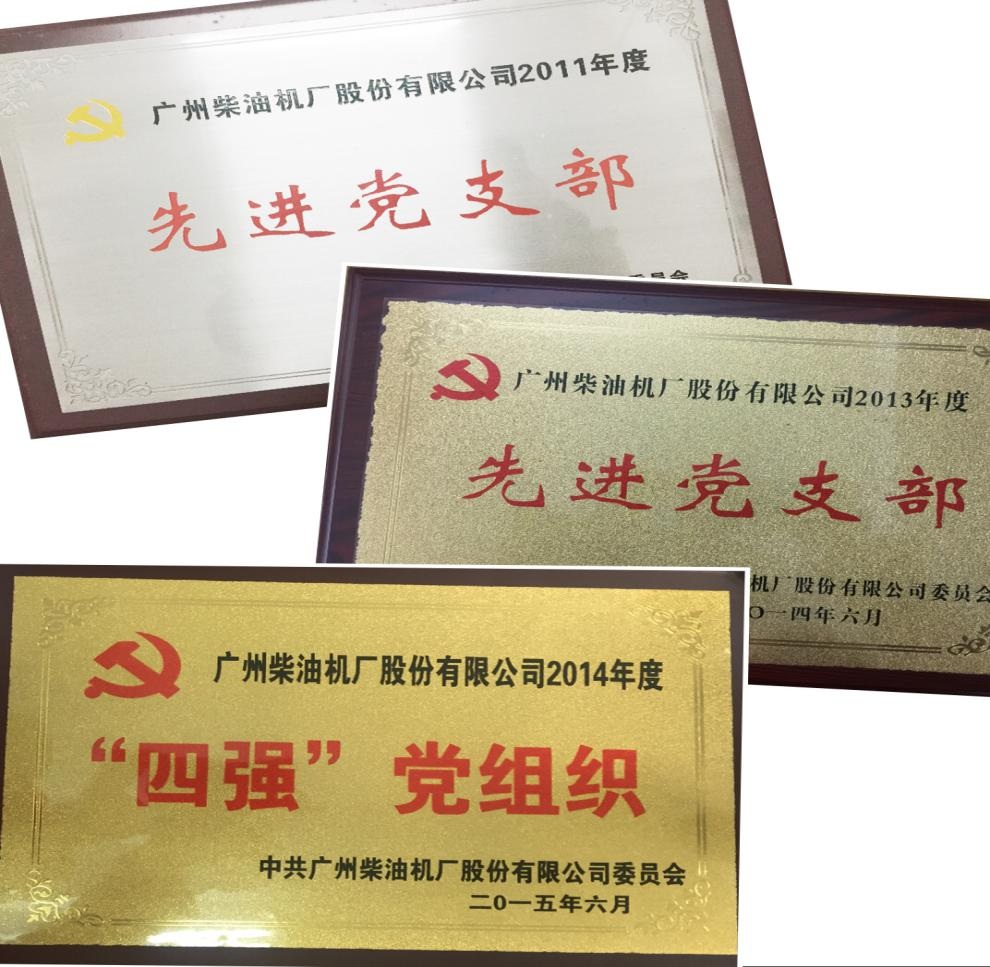 广州柴油机厂股份有限公司2011年度
先进党支部
员会
广州柴油机厂股份有限公司2013年度
先进党支部
机厂股份有限公司委员会
一四年六月
广州柴油机厂股份有限公司2014年度
“四强”党组织
中共广州柴油机厂股份有限公司委员会
二0一五年六月